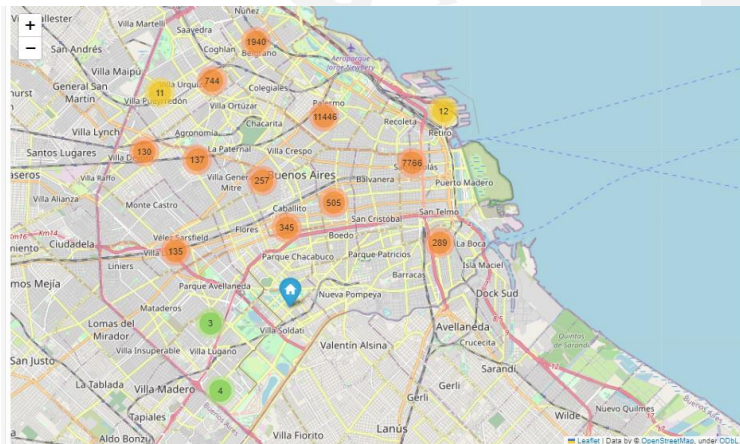 Villa Martelli
Núñez
Saavedra
Coghlan
1940
Belgrano
San Andrés
+
−
Villa Maipú
744
Aeroparque
Jorge Newbery
General San
Martín
11
Colegiales
Villa Ortúzar
Palermo
11446
12
Chacarita
Recoleta
Retiro
Villa Lynch
Agronomía
Santos Lugares
130
137
La Paternal
Villa Crespo
7766
Villa Raffo
Villa General
Mitre
257
Buenos Aires
Balvanera
Puerto Madero
Villa Alianza
Monte Castro
505
Caballito
San Cristóbal
San Telmo
Km14
Km16
Ciudadela
Vélez Sarsfield
Flores
345
Boedo
289
La Boca
135
Liniers
Parque Chacabuco
Parque Patricios
Isla Maciel
Barracas
Parque Avellaneda
Nueva Pompeya
Dock Sud
Mataderos
Lomas del
Mirador
3
Villa Soldati
Avellaneda
Crucecita
Villa Insuperable
Villa Lugano
Valentín Alsina
San Justo
Sarandí
La Tablada
Villa Madero
4
Gerli
Gerli
Tapiales
Lanús
Wilde
Nuevo Quilmes
Aldo Bonzi
Villa Fiorito
Leaflet | Data by © OpenStreetMap, under ODbL